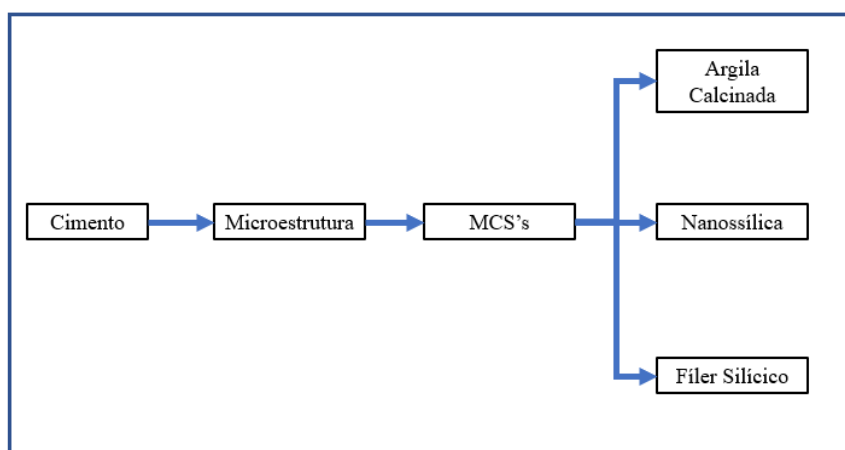 Argila
Calcinada
Cimento
Microestrutura
MCS's
Nanossílica
Fíler Silícico